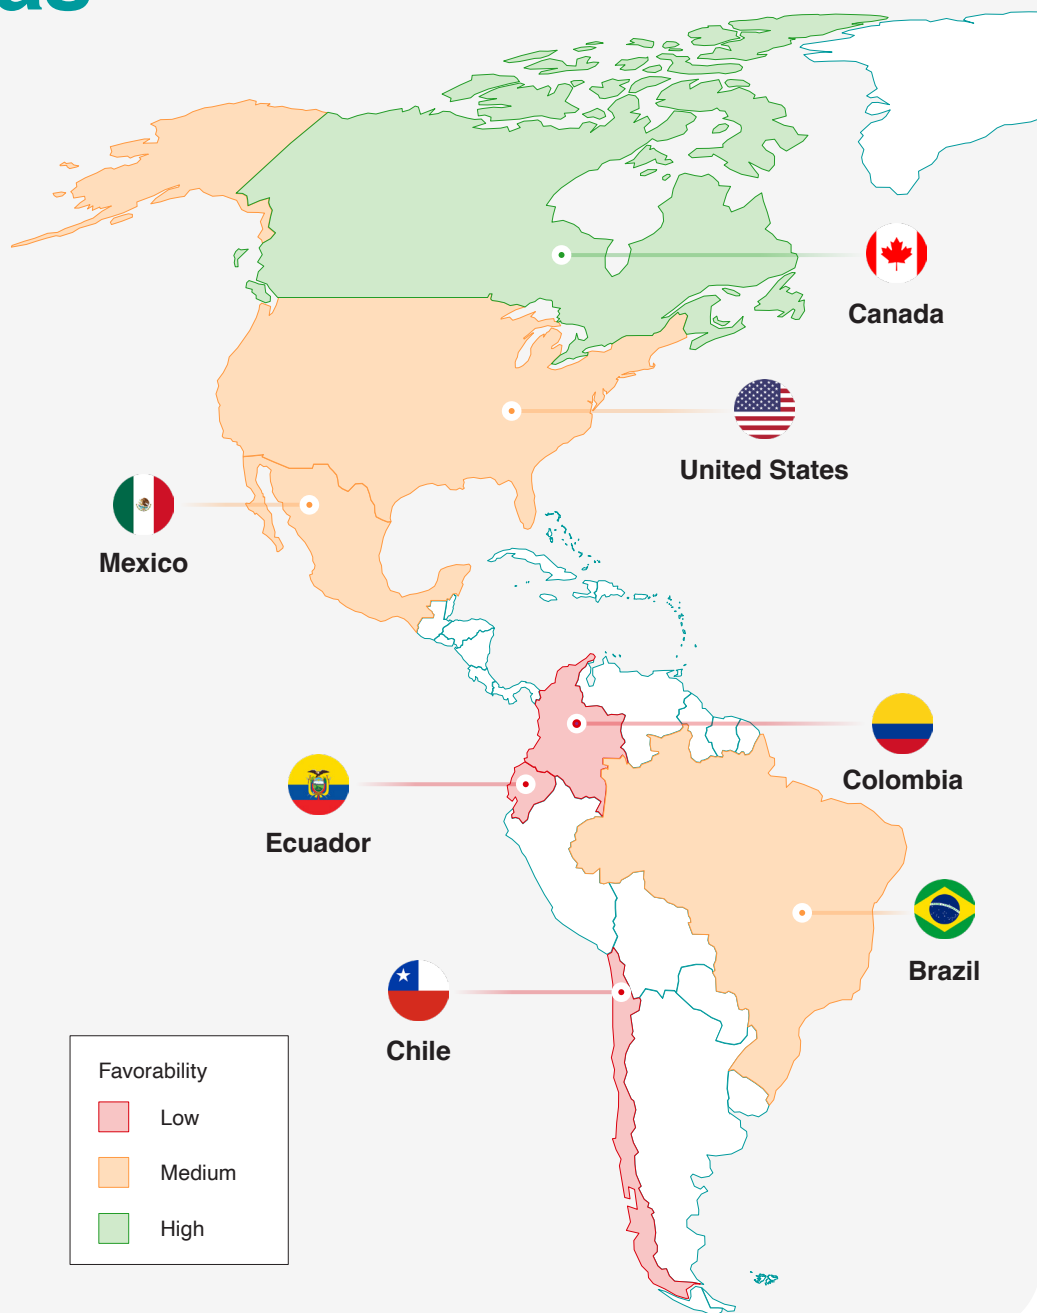 Canada
United States
Mexico
Colombia
Ecuador
Brazil
Chile
Favorability
Low
Medium
High